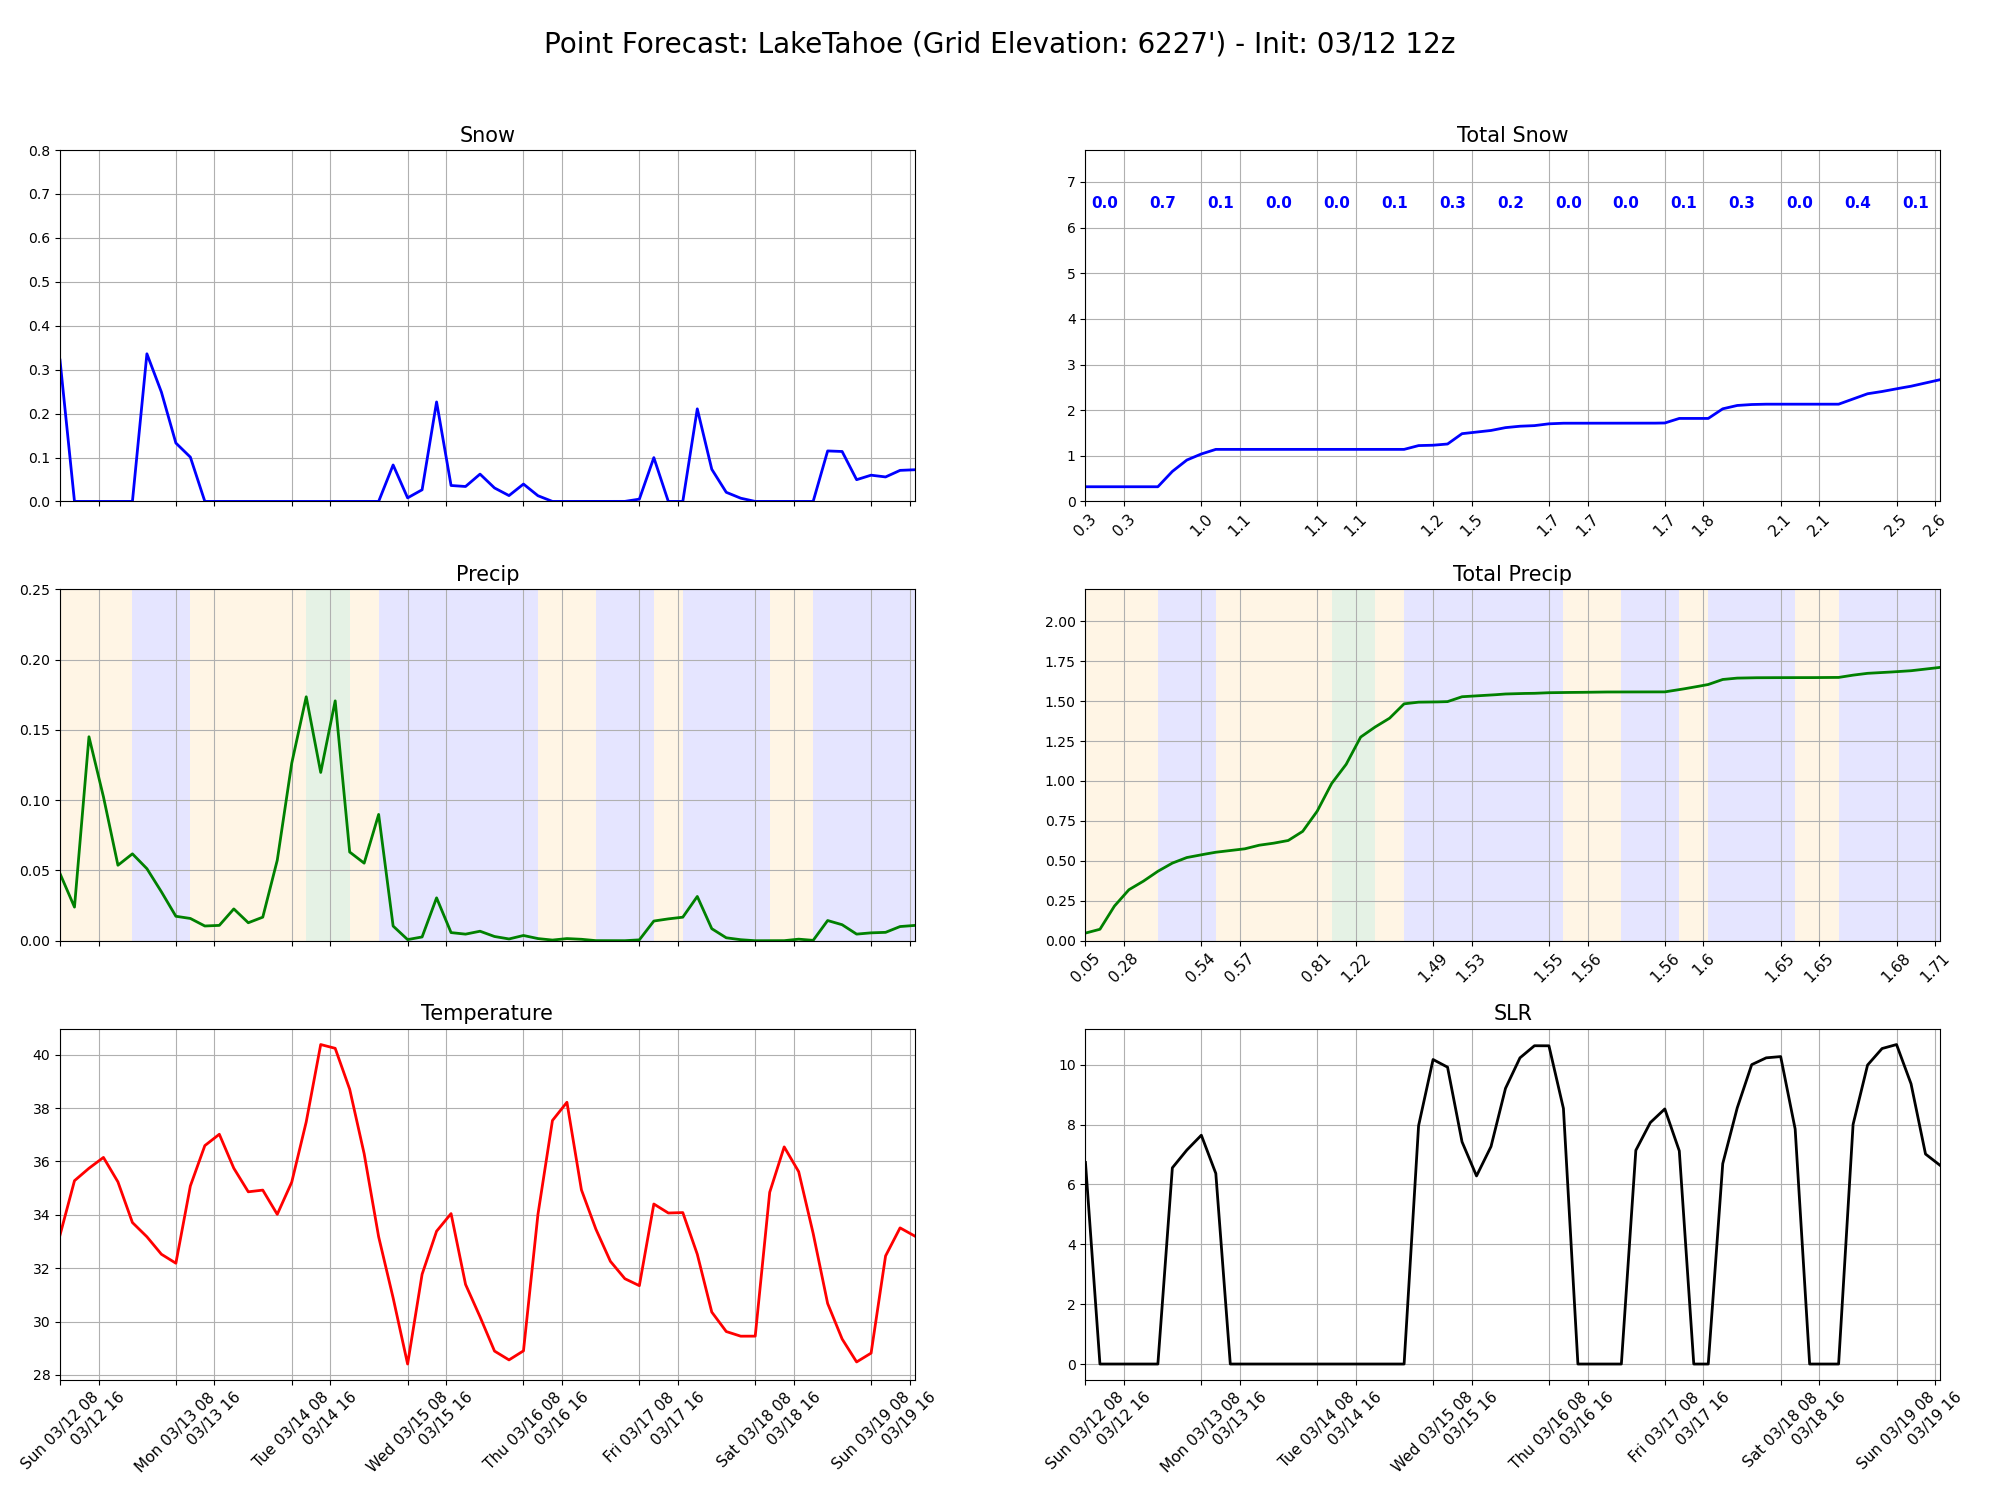 Point Forecast: LakeTahoe (Grid Elevation: 6227') - Init: 03/12 12z
Snow
0.8
0.7
0.6
0.5
0.4
0.3
0.2
0.1
0.0
Total Snow
7
6
5
4
3
2
1
0
0.0 0.7 0.1 0.0 0.0 0.1 0.3 0.2 0.0 0.0 0.1 0.3 0.0 0.4 0.1
0.3 0.3 1.0 1.1 1.1 1.1 1.2 1.5 1.7 1.7 1.7 1.8 2.1 2.1 2.5 2.6
Precip
0.25
0.20
0.15
0.10
0.05
0.00
Total Precip
2.00
1.75
1.50
1.25
1.00
0.75
0.50
0.25
0.00
0.05 0.28 0.54 0.57 0.81 1.22 1.49 1.53 1.55 1.56 1.56 1.6 1.65 1.65 1.68 1.71
Temperature
40
38
36
34
32
30
28
Sun 03/12 08
03/12 16
Mon 03/13 08
03/13 16
Tue 03/14 08
03/14 16
Wed 03/15 08
03/15 16
Thu 03/16 08
03/16 16
Fri 03/17 08
03/17 16
Sat 03/18 08
03/18 16
Sun 03/19 08
03/19 16
SLR
10
8
6
4
2
0
Sun 03/12 08
03/12 16
Mon 03/13 08
03/13 16
Tue 03/14 08
03/14 16
Wed 03/15 08
03/15 16
Thu 03/16 08
03/16 16
Fri 03/17 08
03/17 16
Sat 03/18 08
03/18 16
Sun 03/19 08
03/19 16